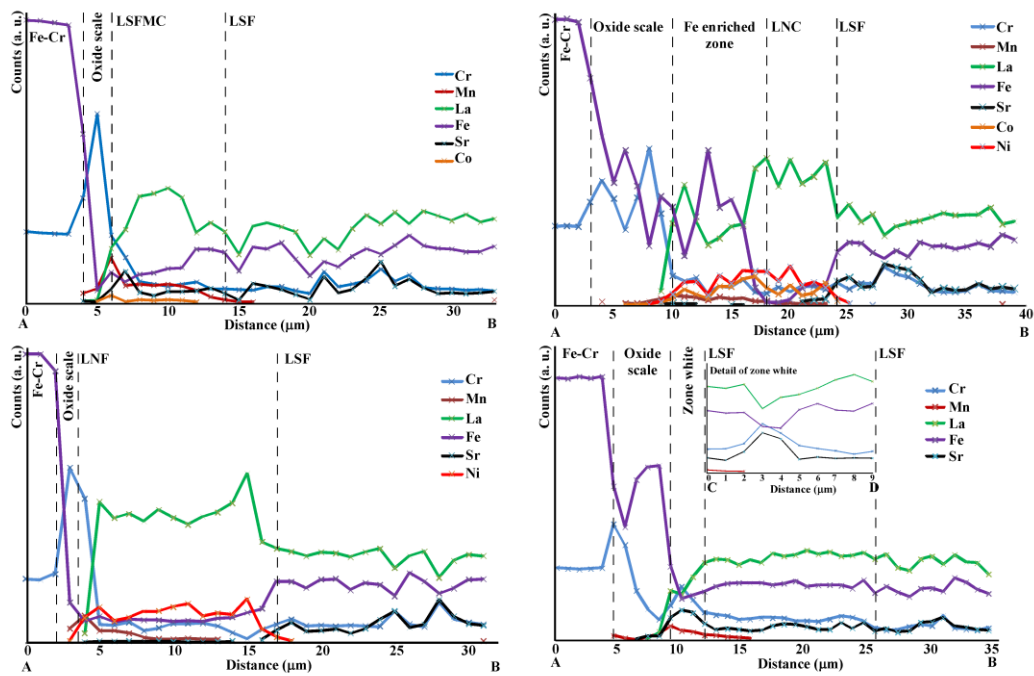 Counts (a. u.)
Fe-Cr
Oxide scale
LSFMC
LSF
Cr
Mn
La
Fe
Sr
Co
0 5 10 15 20 25 30
A
Distance (μm)
B
Counts (a. u.)
Fe-Cr
Oxide scale
Fe enriched
zone
LNC
LSF
Cr
Mn
La
Fe
Sr
Co
Ni
0 5 10 15 20 25 30 35 40
A
Distance (μm)
B
Counts (a. u.)
Fe-Cr
Oxide scale
LNF
LSF
Cr
Mn
La
Fe
Sr
Ni
0 5 10 15 20 25 30
A
Distance (μm)
B
Counts (a. u.)
Fe-Cr
Oxide
scale
Zone white
LSF
LSF
Detail of zone white
0 1 2 3 4 5 6 7 8 9
C
Distance (μm)
D
Cr
Mn
La
Fe
Sr
0 5 10 15 20 25 30 35
A
Distance (μm)
B